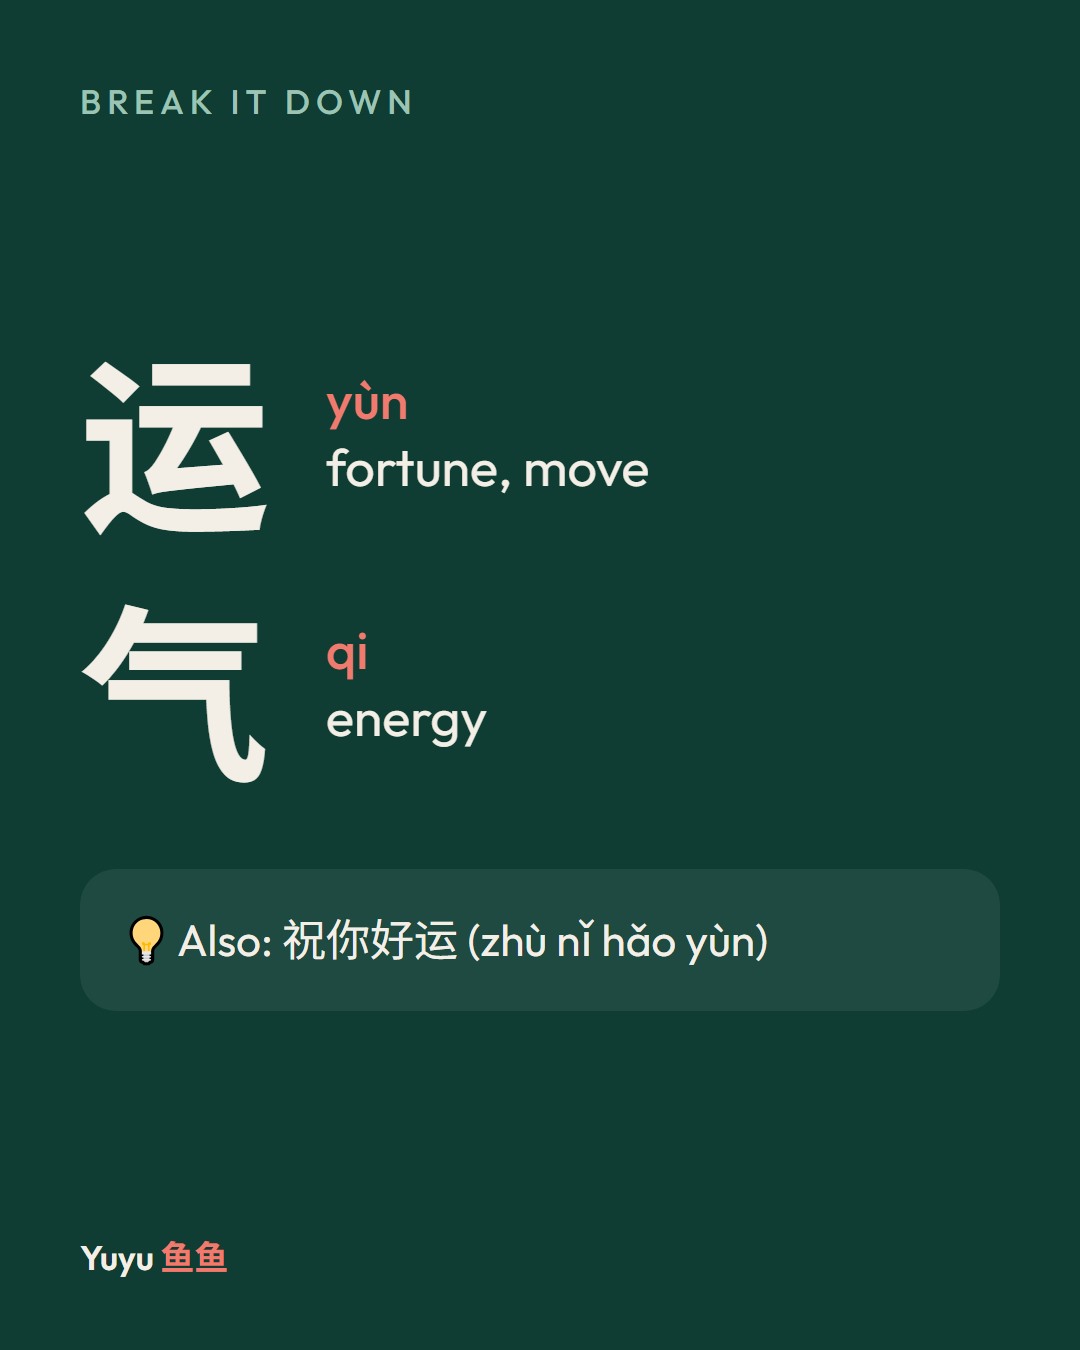 BREAK IT DOWN
运
yùn
fortune, move
气
qi
energy
💡 Also: 祝你好运 (zhù nǐ hǎo yùn)
Yuyu 鱼鱼